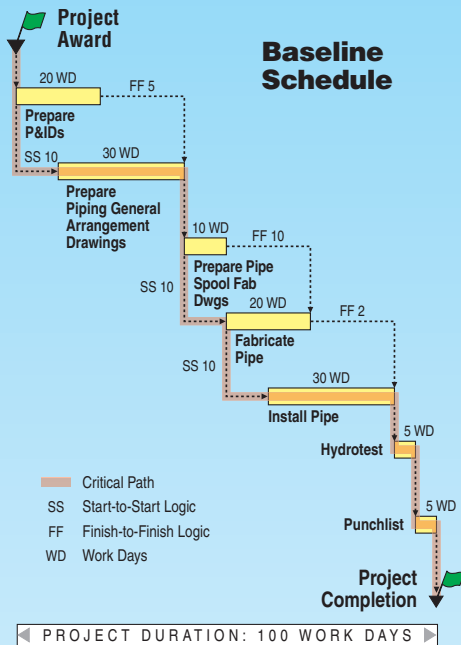 Project
Award
Baseline
Schedule
20 WD
FF 5
Prepare
P&IDs
SS 10
30 WD
Prepare
Piping General
Arrangement
Drawings
10 WD
FF 10
Prepare Pipe
Spool Fab
Dwgs
SS 10
20 WD
FF 2
Fabricate
Pipe
SS 10
30 WD
Install Pipe
5 WD
Hydrotest
Critical Path
SS Start-to-Start Logic
FF Finish-to-Finish Logic
WD Work Days
5 WD
Punchlist
Project
Completion
PROJECT DURATION: 100 WORK DAYS